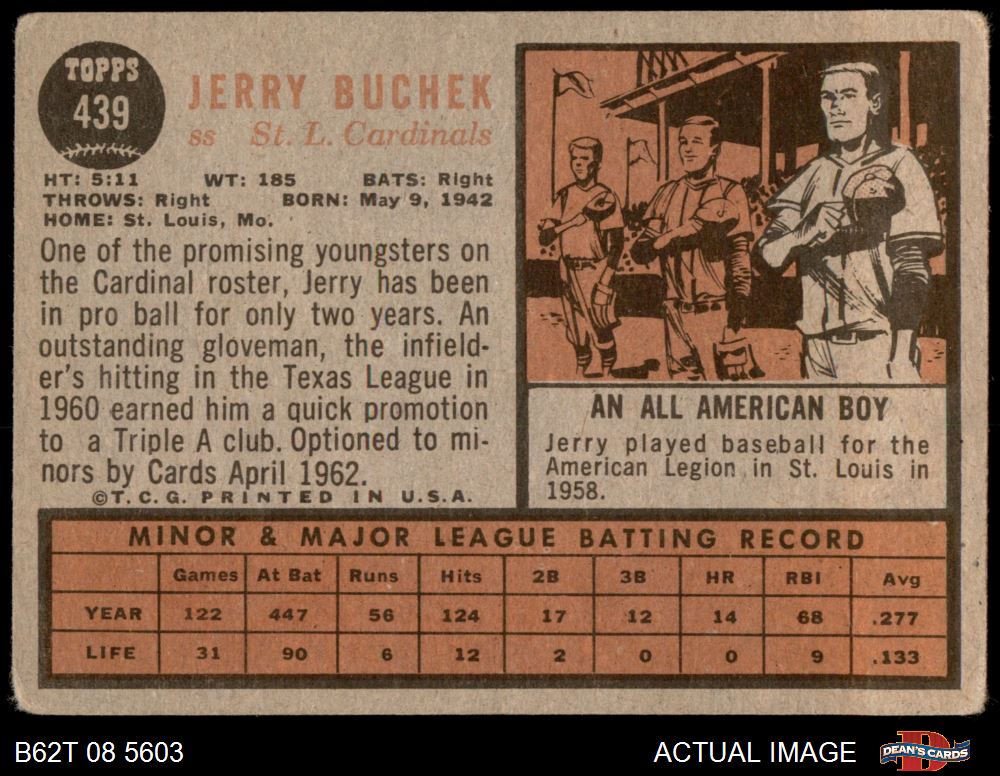 TOPPS
439
JERRY BUCHEK
ss St. L. Cardinals
HT: 5:11 WT: 185 BATS: Right
THROWS: Right BORN: May 9, 1942
HOME: St. Louis, Mo.
One of the promising youngsters on
the Cardinal roster, Jerry has been
in pro ball for only two years. An
outstanding gloveman, the infield-
er's hitting in the Texas League in
1960 earned him a quick promotion
to a Triple A club. Optioned to mi-
nors by Cards April 1962.
©T.C.G. PRINTED IN U.S.A.
AN ALL AMERICAN BOY
Jerry played baseball for the
American Legion in St. Louis in
1958.
MINOR & MAJOR LEAGUE BATTING RECORD
Games At Bat Runs Hits 2B 3B HR RBI Avg
YEAR 122 447 56 124 17 12 14 68 .277
LIFE 31 90 6 12 2 0 0 9 .133
B62T 08 5603 ACTUAL IMAGE DEAN'S CARDS